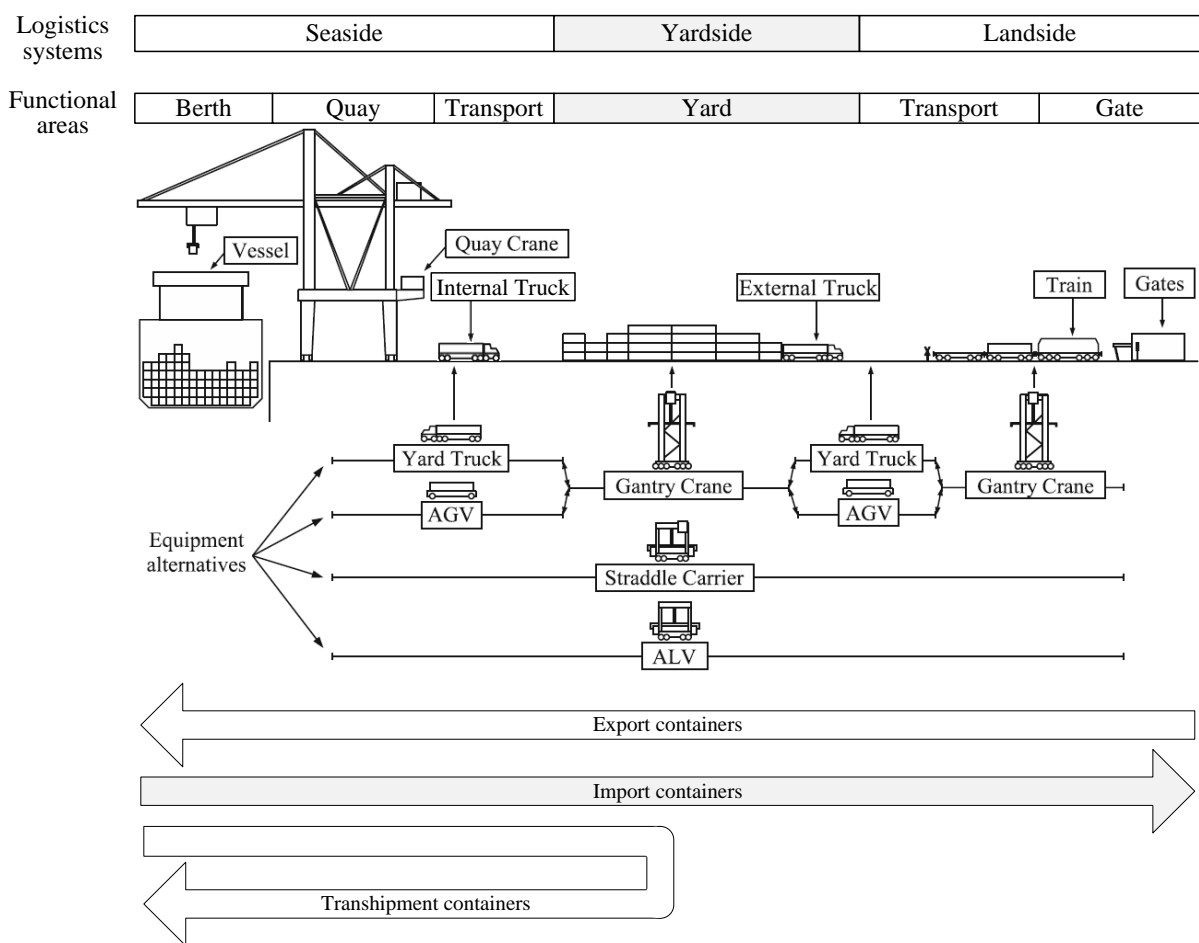 Logistics
systems
Seaside
Yardside
Landside
Functional
areas
Berth
Quay
Transport
Yard
Transport
Gate
Vessel
Quay Crane
Internal Truck
External Truck
Train
Gates
Yard Truck
Gantry Crane
Yard Truck
Gantry Crane
AGV
AGV
Equipment
alternatives
Straddle Carrier
ALV
Export containers
Import containers
Transhipment containers